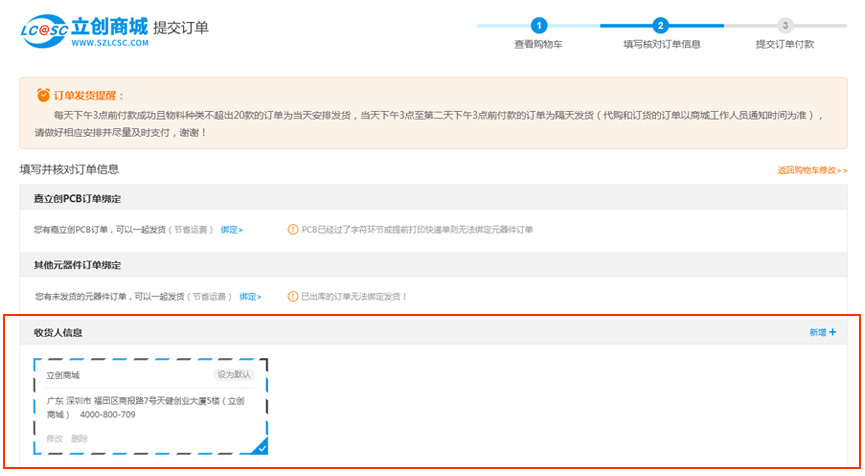 LC@SC 立创商城 提交订单
WWW.SZLCSC.COM
1 2 3
查看购物车 填写核对订单信息 提交订单付款
订单发货提醒：
每天下午3点前付款成功且物料种类不超出20款的订单为当天安排发货，当天下午3点至第二天下午3点前付款的订单为隔天发货（代购和订货的订单以商城工作人员通知时间为准），
请做好相应安排并尽量及时支付，谢谢！
填写并核对订单信息 返回购物车修改>>
嘉立创PCB订单绑定
您有嘉立创PCB订单，可以一起发货（节省运费） 绑定> PCB已经过了字符环节或提前打印快递单则无法绑定元器件订单
其他元器件订单绑定
您有未发货的元器件订单，可以一起发货（节省运费） 绑定> 已出库的订单无法绑定发货！
收货人信息 新增+
立创商城 设为默认
广东 深圳市 福田区商报路7号天健创业大厦5楼（立创
商城） 4000-800-709
修改 删除